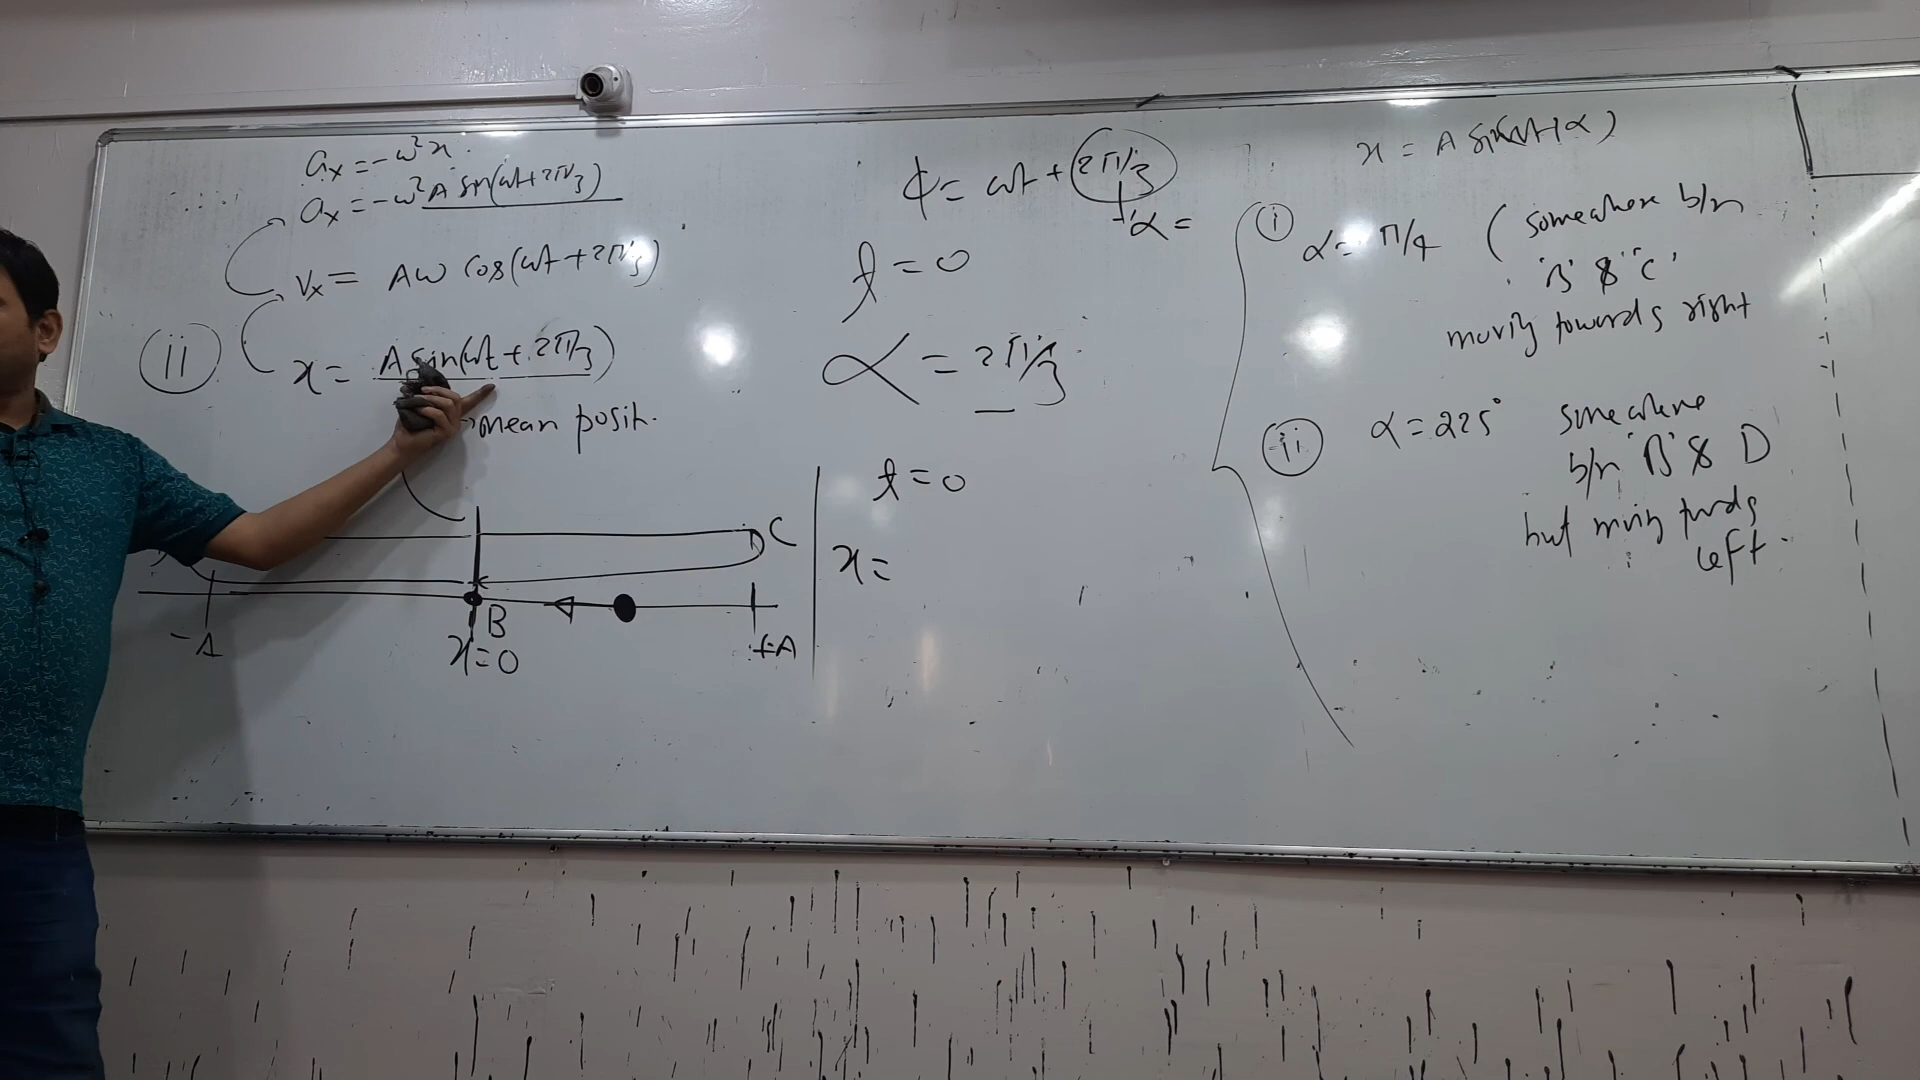 aₓ = -ω²x
aₓ = -ω²A sin(ωt+2π/3)
vₓ = Aω cos(ωt+2π/3)
ii
x = A sin(ωt + 2π/3)
mean posit.
C
B
-A
x=0
+A
ϕ = ωt + 2π/3
α =
t = 0
α = 2π/3
t = 0
x =
x = A sin(ωt+α)
i
α = π/4 (somewhere b/n
'B' & 'C'
moving towards right
ii
α = 225° somewhere
b/n 'B' & D
but moving towards
left.